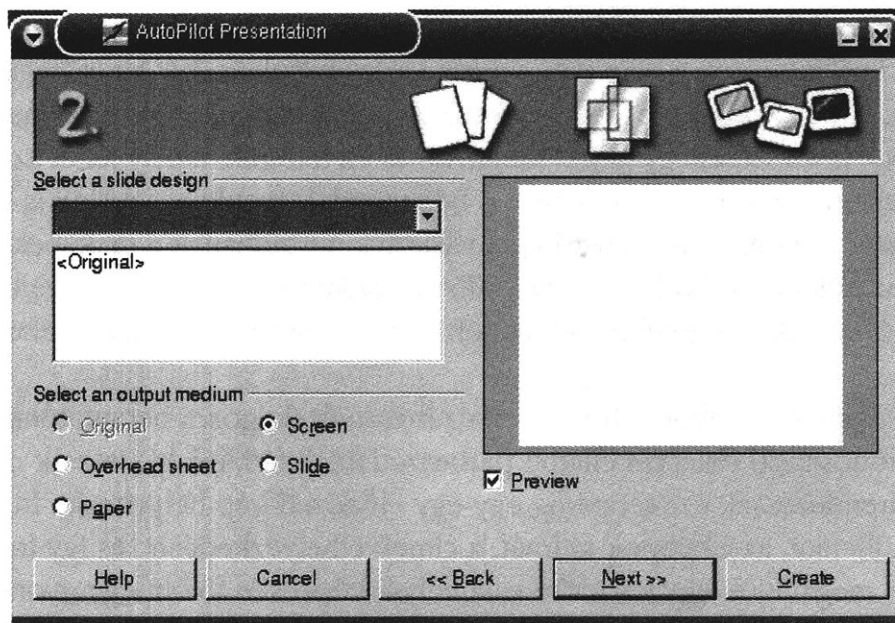 AutoPilot Presentation
2.
Select a slide design
<Original>
Select an output medium
Original
Screen
Overhead sheet
Slide
Paper
Preview
Help
Cancel
<< Back
Next >>
Create